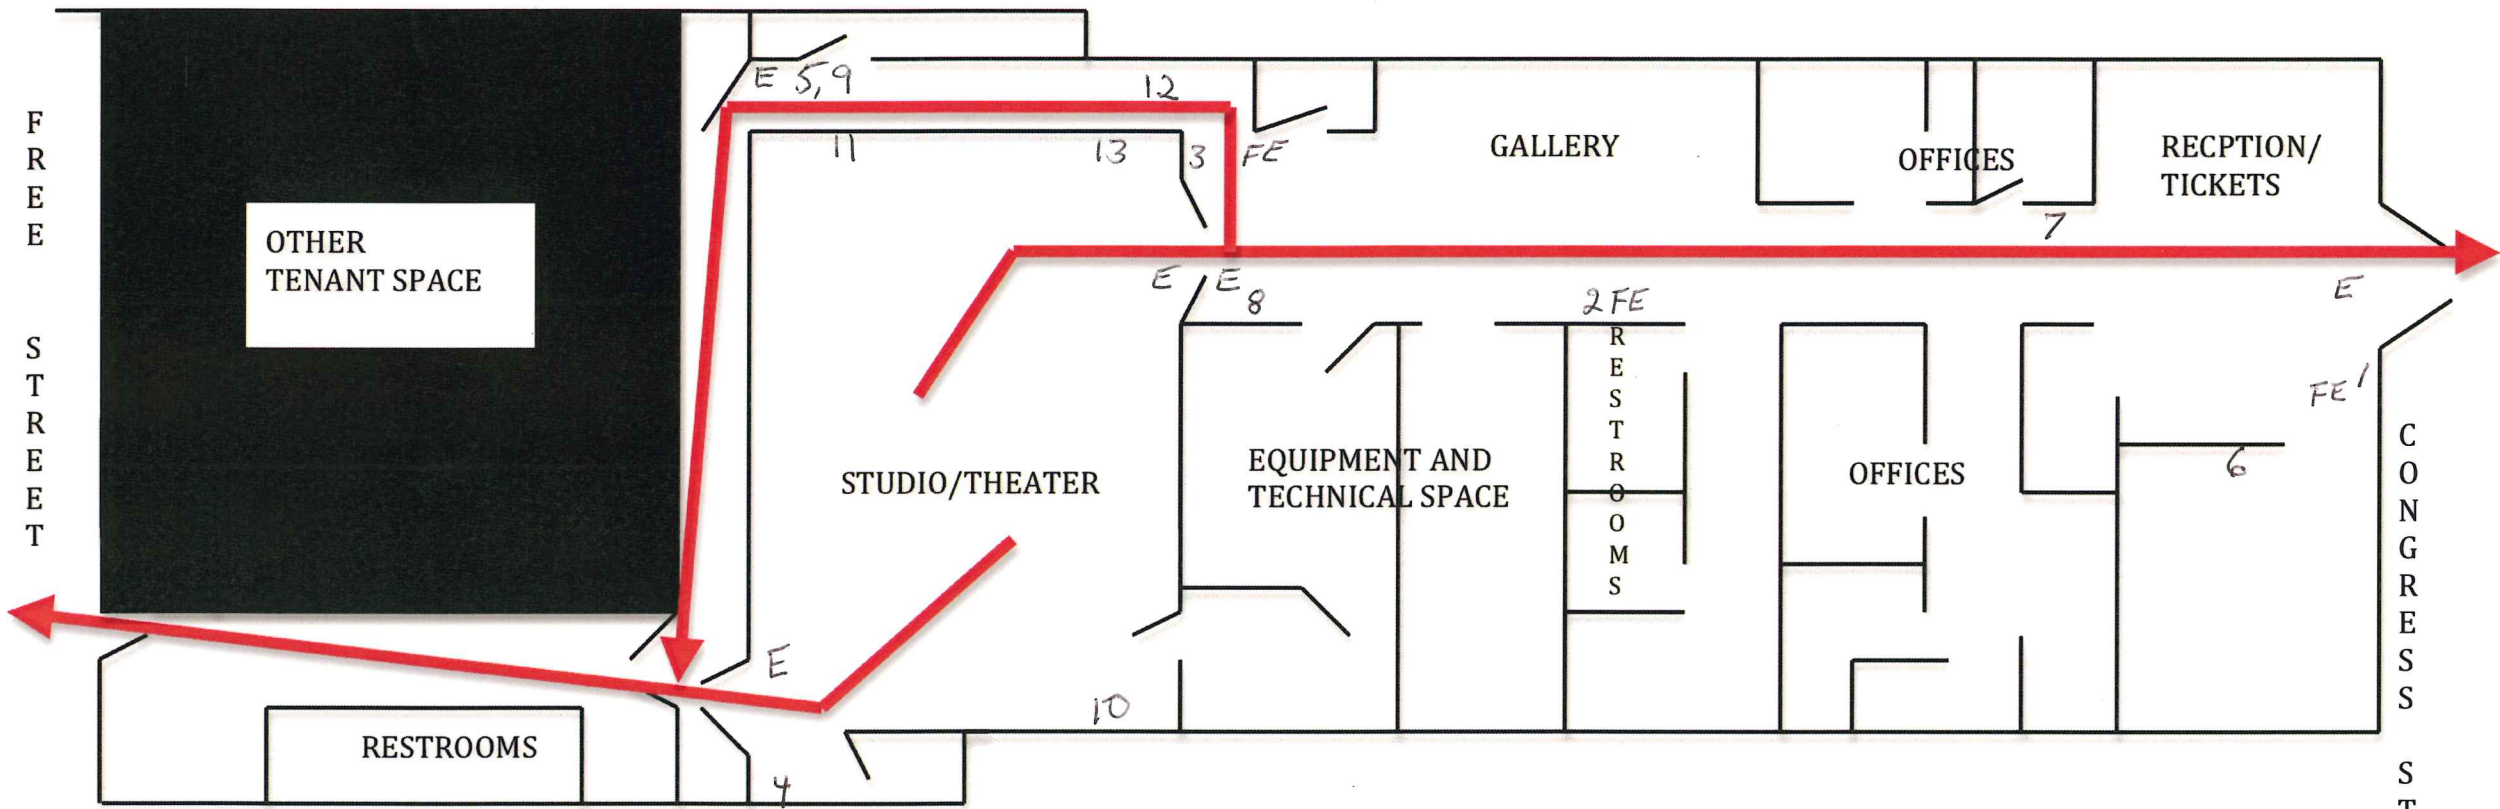 FREE STREET
OTHER
TENANT SPACE
E 5,9
12
11
13
3
FE
GALLERY
OFFICES
RECPTION/
TICKETS
7
E
E
8
2 FE
RESTROOMS
E
FE 1
STUDIO/THEATER
EQUIPMENT AND
TECHNICAL SPACE
OFFICES
6
CONGRESS ST
E
10
RESTROOMS
4